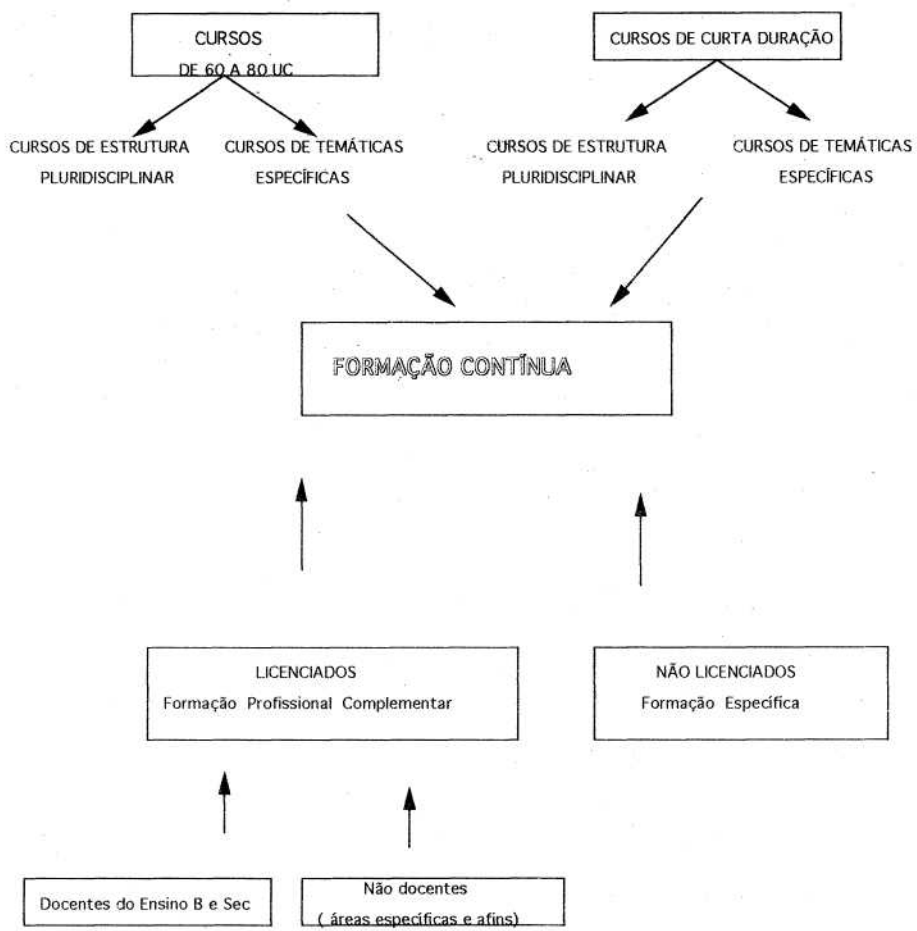 CURSOS
DE 60 A 80 UC
CURSOS DE CURTA DURAÇÃO
CURSOS DE ESTRUTURA
PLURIDISCIPLINAR
CURSOS DE TEMÁTICAS
ESPECÍFICAS
CURSOS DE ESTRUTURA
PLURIDISCIPLINAR
CURSOS DE TEMÁTICAS
ESPECÍFICAS
FORMAÇÃO CONTÍNUA
LICENCIADOS
Formação Profissional Complementar
NÃO LICENCIADOS
Formação Específica
Docentes do Ensino B e Sec
Não docentes
( áreas específicas e afins)